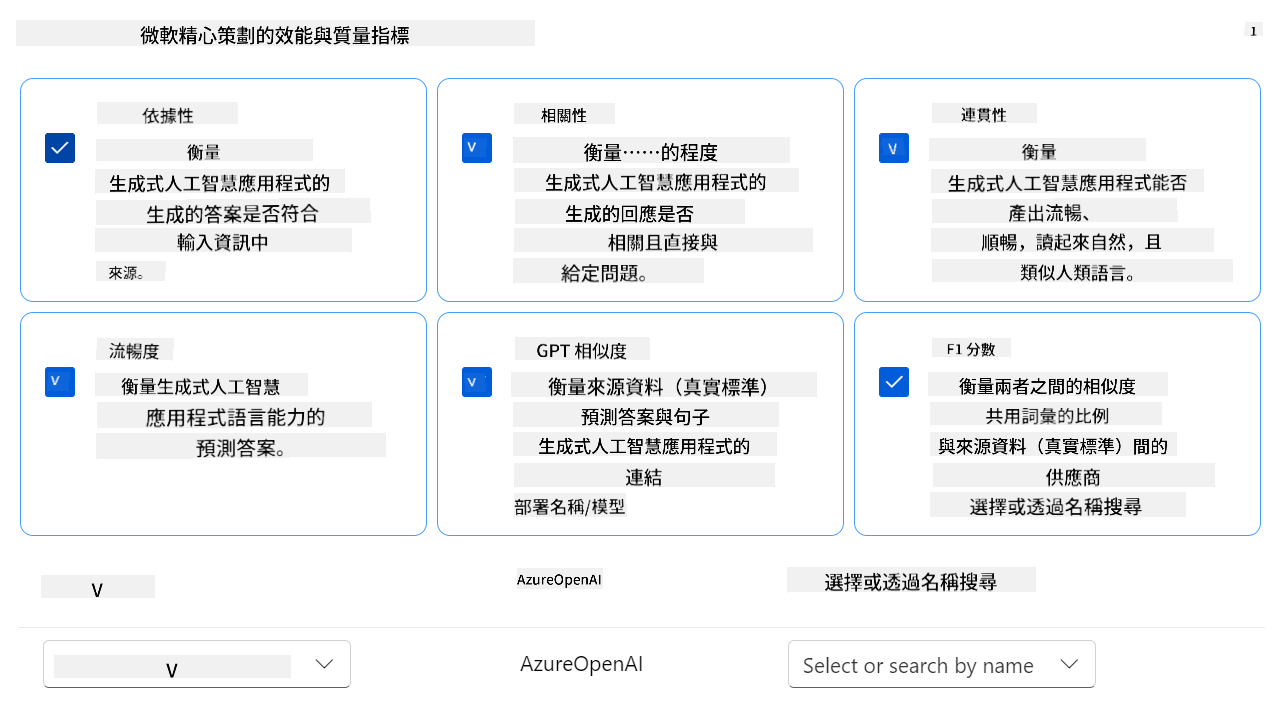 微軟精心策劃的效能與質量指標
1
依據性
衡量
生成式人工智慧應用程式的
生成的答案是否符合
輸入資訊中
來源。
相關性
V
衡量……的程度
生成式人工智慧應用程式的
生成的回應是否
相關且直接與
給定問題。
連貫性
V
衡量
生成式人工智慧應用程式能否
產出流暢、
順暢，讀起來自然，且
類似人類語言。
流暢度
V
衡量生成式人工智慧
應用程式語言能力的
預測答案。
GPT 相似度
V
衡量來源資料（真實標準）
預測答案與句子
生成式人工智慧應用程式的
連結
部署名稱/模型
F1 分數
衡量兩者之間的相似度
共用詞彙的比例
與來源資料（真實標準）間的
供應商
選擇或透過名稱搜尋
V
AzureOpenAI
選擇或透過名稱搜尋
V
AzureOpenAI
Select or search by name